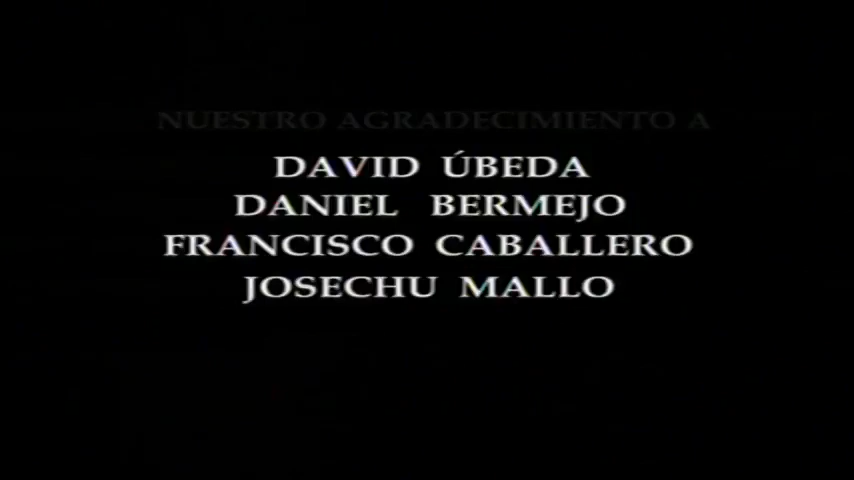 NUESTRO AGRADECIMIENTO A
DAVID ÚBEDA
DANIEL BERMEJO
FRANCISCO CABALLERO
JOSECHU MALLO